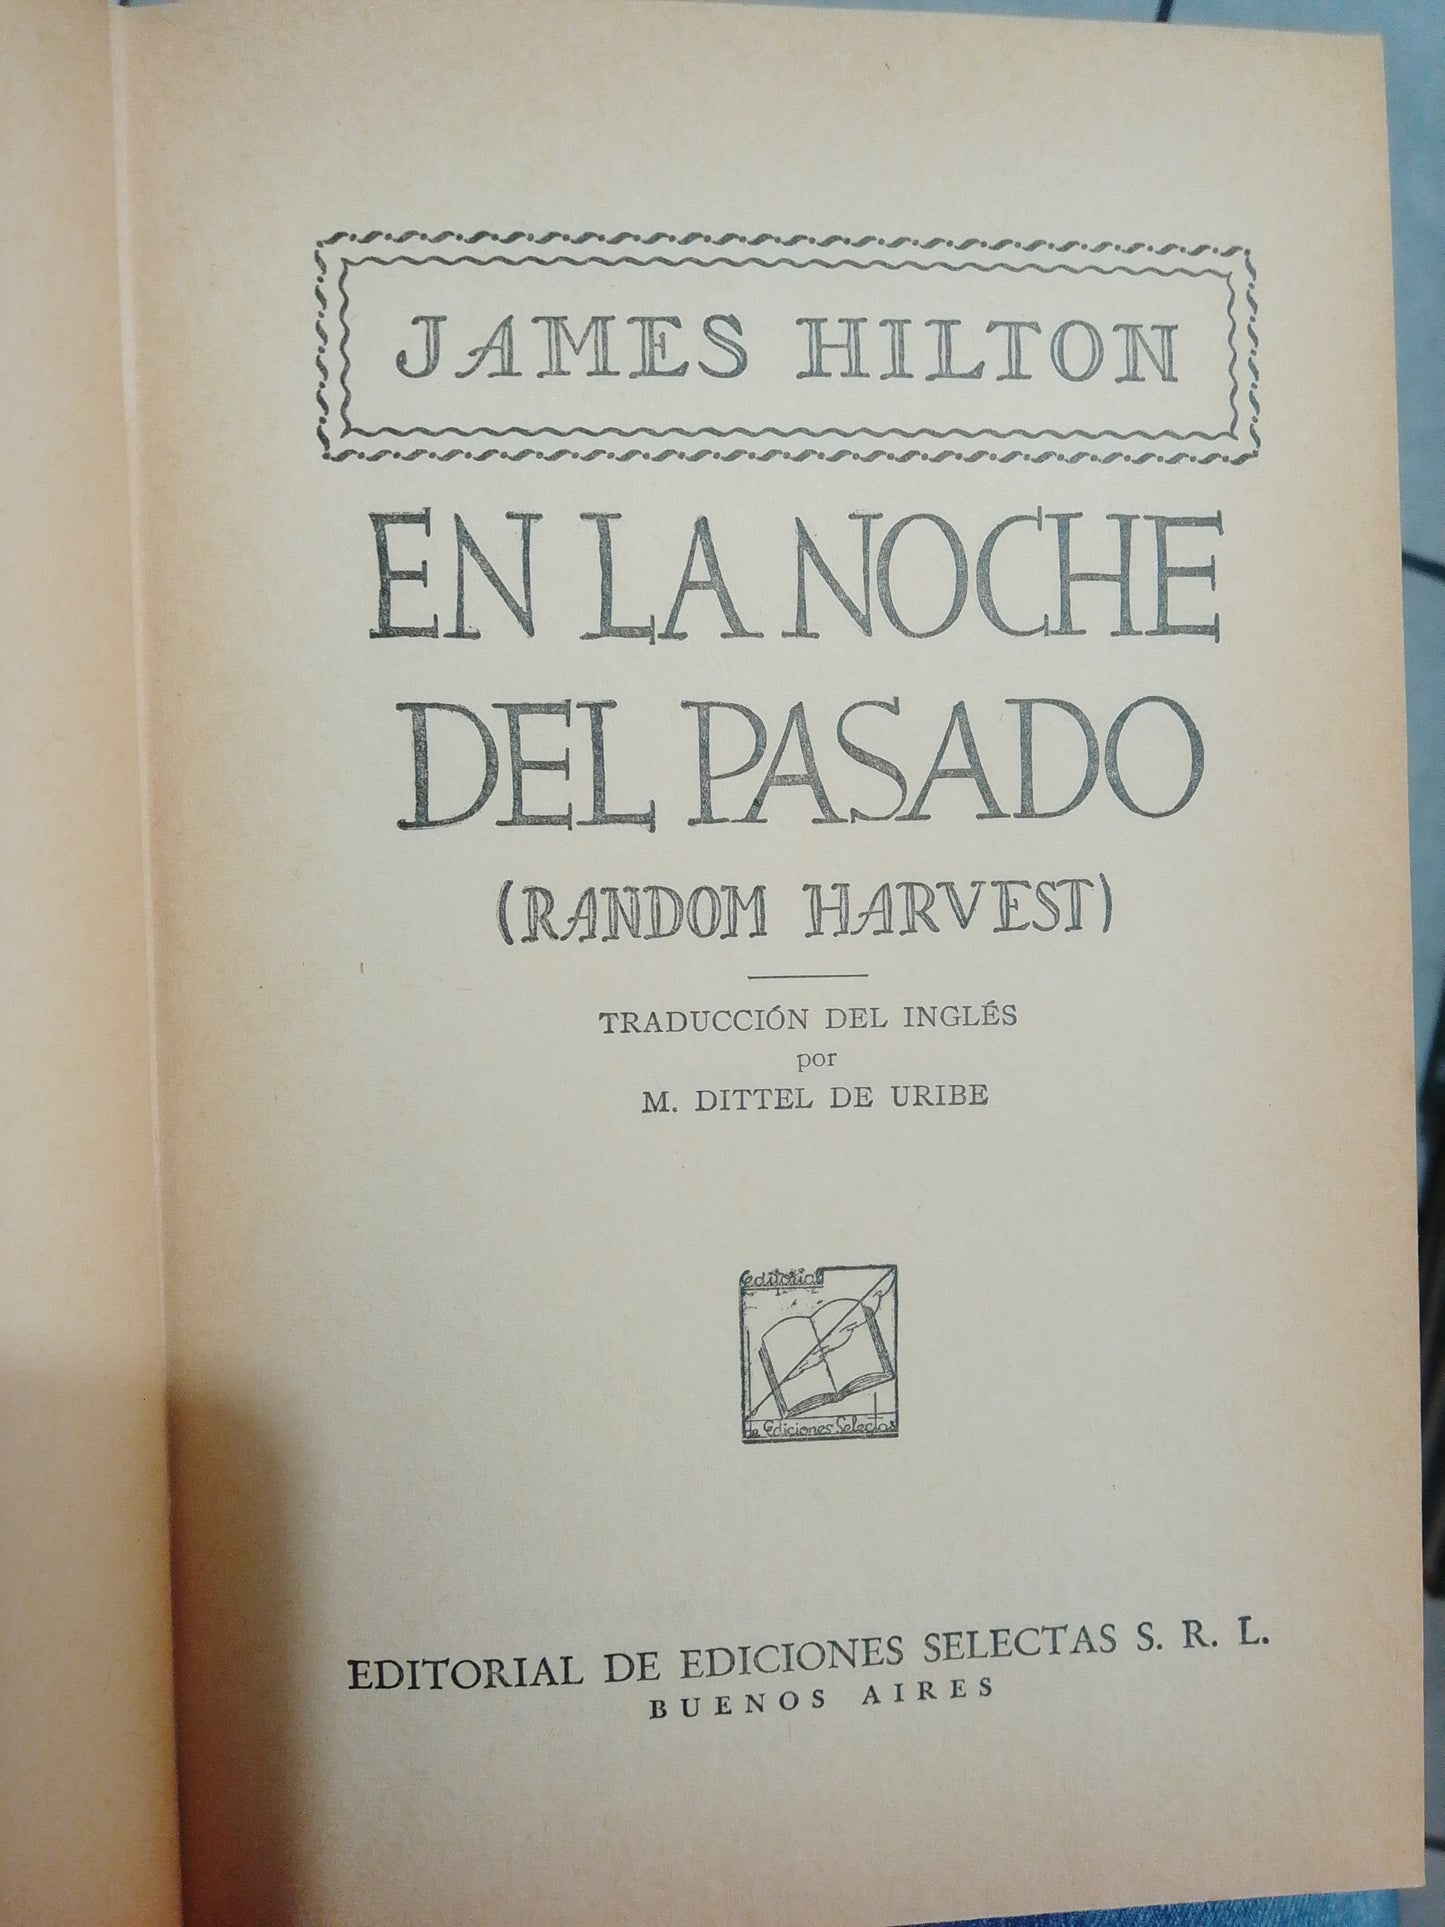 JAMES HILTON
EN LA NOCHE
DEL PASADO
(RANDOM HARVEST)
TRADUCCIÓN DEL INGLÉS
por
M. DITTEL DE URIBE
Editorial
de Ediciones Selectas
EDITORIAL DE EDICIONES SELECTAS S. R. L.
BUENOS AIRES